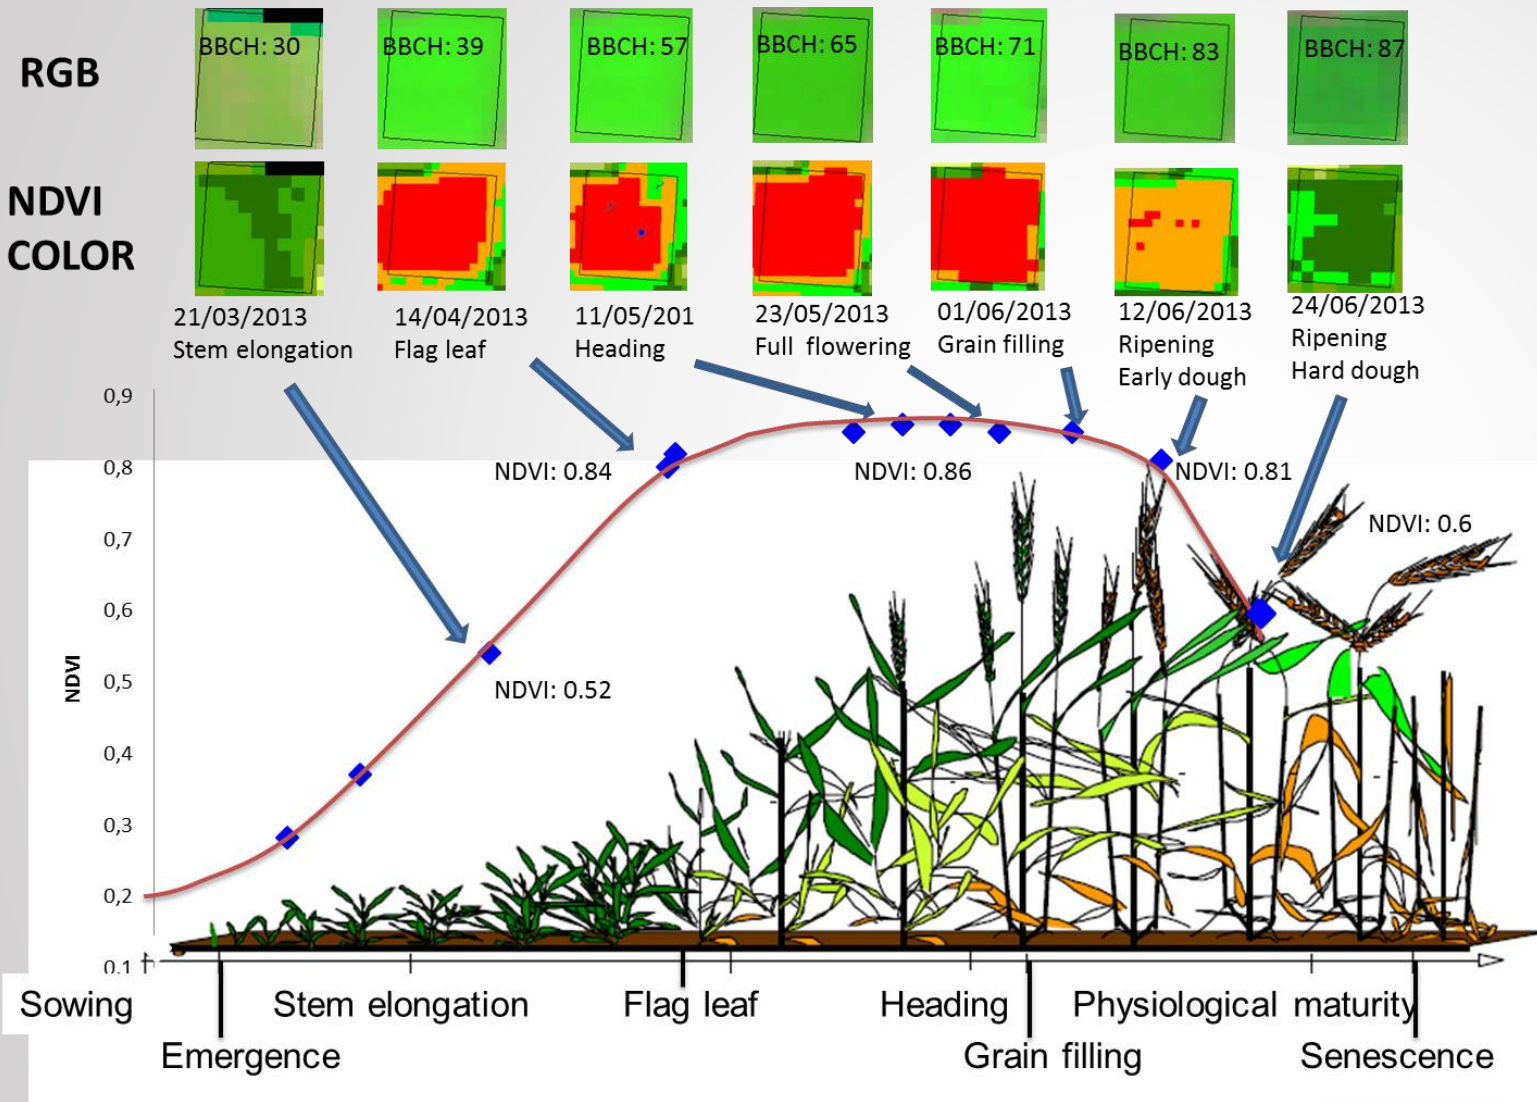 RGB
BBCH: 30
BBCH: 39
BBCH: 57
BBCH: 65
BBCH: 71
BBCH: 83
BBCH: 87
NDVI
COLOR
21/03/2013
Stem elongation
14/04/2013
Flag leaf
11/05/201
Heading
23/05/2013
Full flowering
01/06/2013
Grain filling
12/06/2013
Ripening
Early dough
24/06/2013
Ripening
Hard dough
0,9
0,8
0,7
0,6
0,5
0,4
0,3
0,2
0.1
NDVI
NDVI: 0.84
NDVI: 0.86
NDVI: 0.81
NDVI: 0.6
NDVI: 0.52
Sowing
Stem elongation
Flag leaf
Heading
Physiological maturity
Emergence
Grain filling
Senescence